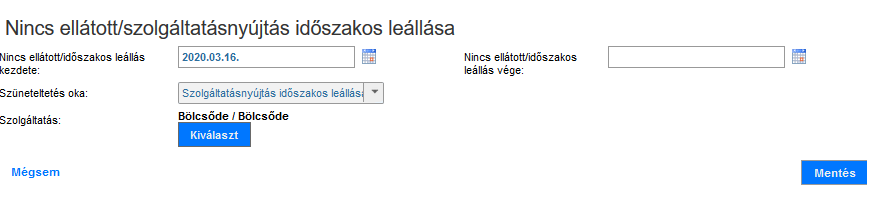 Nincs ellátott/szolgáltatásnyújtás időszakos leállása
Nincs ellátott/időszakos leállás kezdete:
2020.03.16.
Nincs ellátott/időszakos leállás vége:
Szüneteltetés oka:
Szolgáltatásnyújtás időszakos leállása
Szolgáltatás:
Bölcsőde / Bölcsőde
Kiválaszt
Mégsem
Mentés